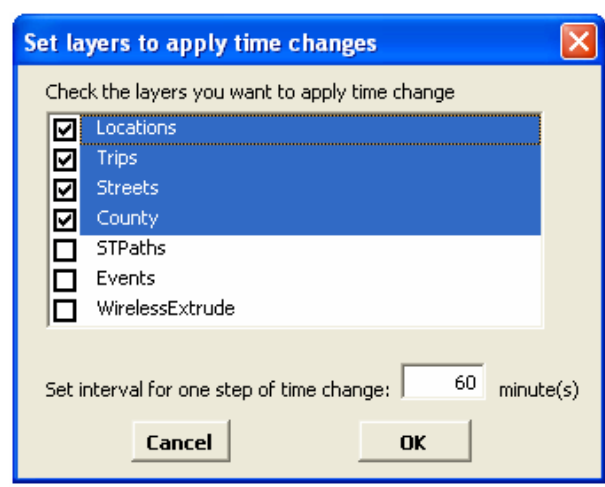 Set layers to apply time changes
Check the layers you want to apply time change
Locations
Trips
Streets
County
STPaths
Events
WirelessExtrude
Set interval for one step of time change: 60 minute(s)
Cancel OK